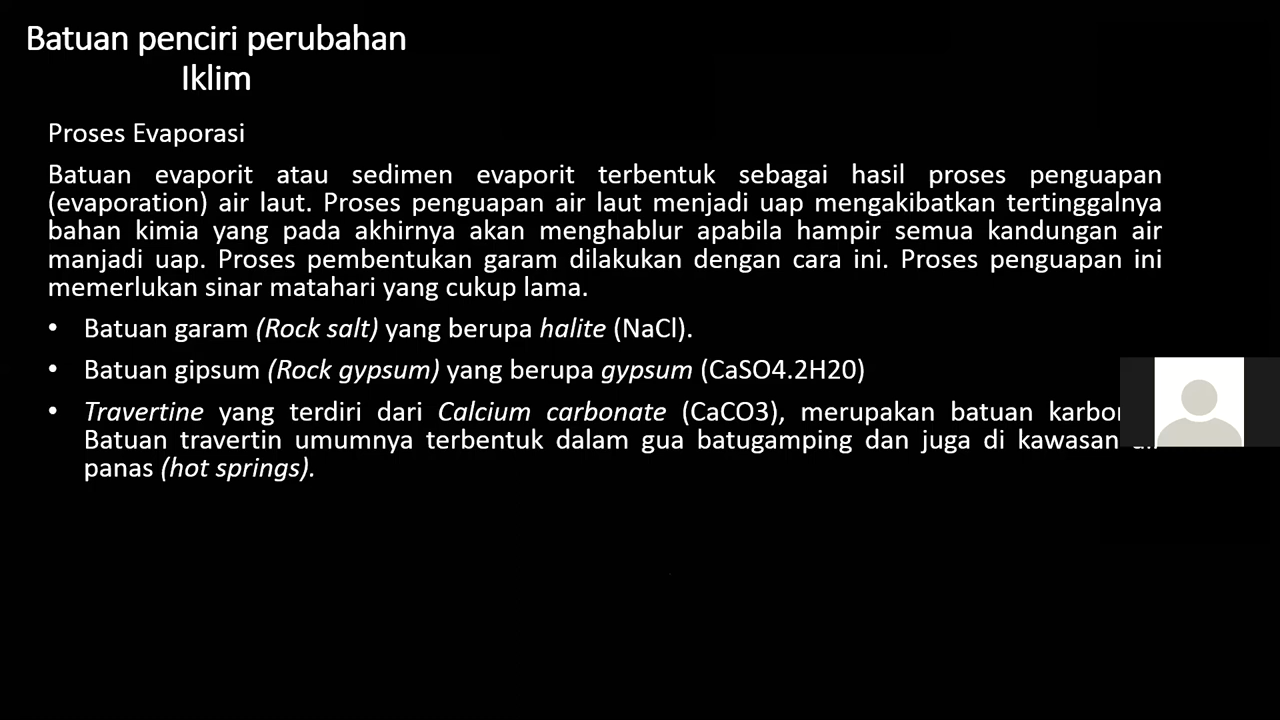 Batuan penciri perubahan
Iklim
Proses Evaporasi
Batuan evaporit atau sedimen evaporit terbentuk sebagai hasil proses penguapan
(evaporation) air laut. Proses penguapan air laut menjadi uap mengakibatkan tertinggalnya
bahan kimia yang pada akhirnya akan menghablur apabila hampir semua kandungan air
manjadi uap. Proses pembentukan garam dilakukan dengan cara ini. Proses penguapan ini
memerlukan sinar matahari yang cukup lama.
• Batuan garam (Rock salt) yang berupa halite (NaCl).
• Batuan gipsum (Rock gypsum) yang berupa gypsum (CaSO4.2H20)
• Travertine yang terdiri dari Calcium carbonate (CaCO3), merupakan batuan
Batuan travertin umumnya terbentuk dalam gua batugamping dan juga di kawasan
panas (hot springs).